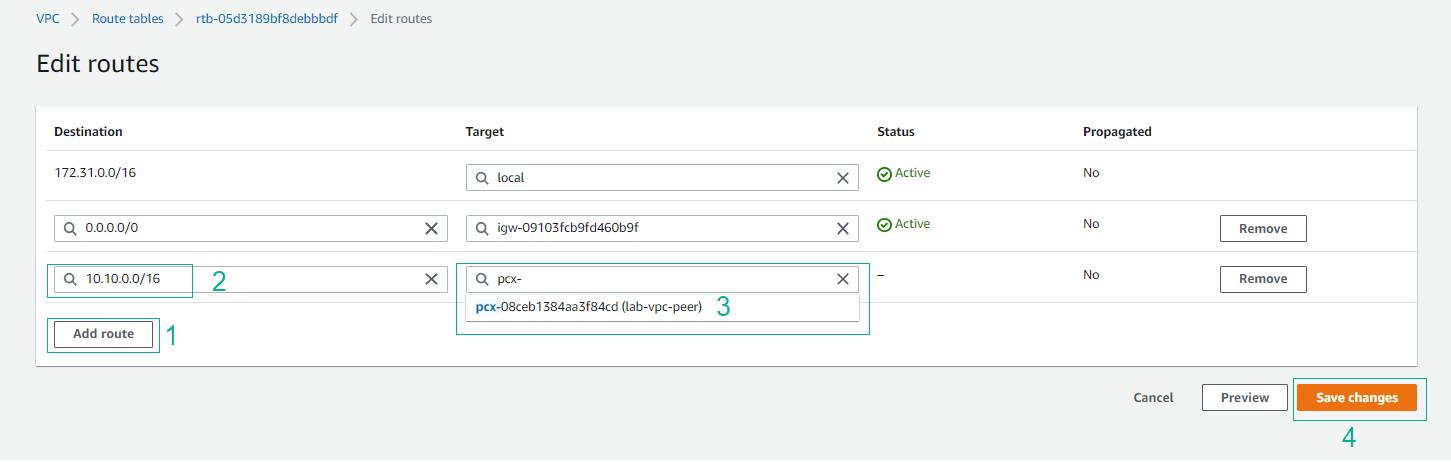 VPC > Route tables > rtb-05d3189bf8debbbdf > Edit routes
Edit routes
Destination Target Status Propagated
172.31.0.0/16 local Active No
0.0.0.0/0 igw-09103fcb9fd460b9f Active No Remove
10.10.0.0/16 2 pcx- – No Remove
pcx-08ceb1384aa3f84cd (lab-vpc-peer) 3
Add route 1
Cancel Preview Save changes
4